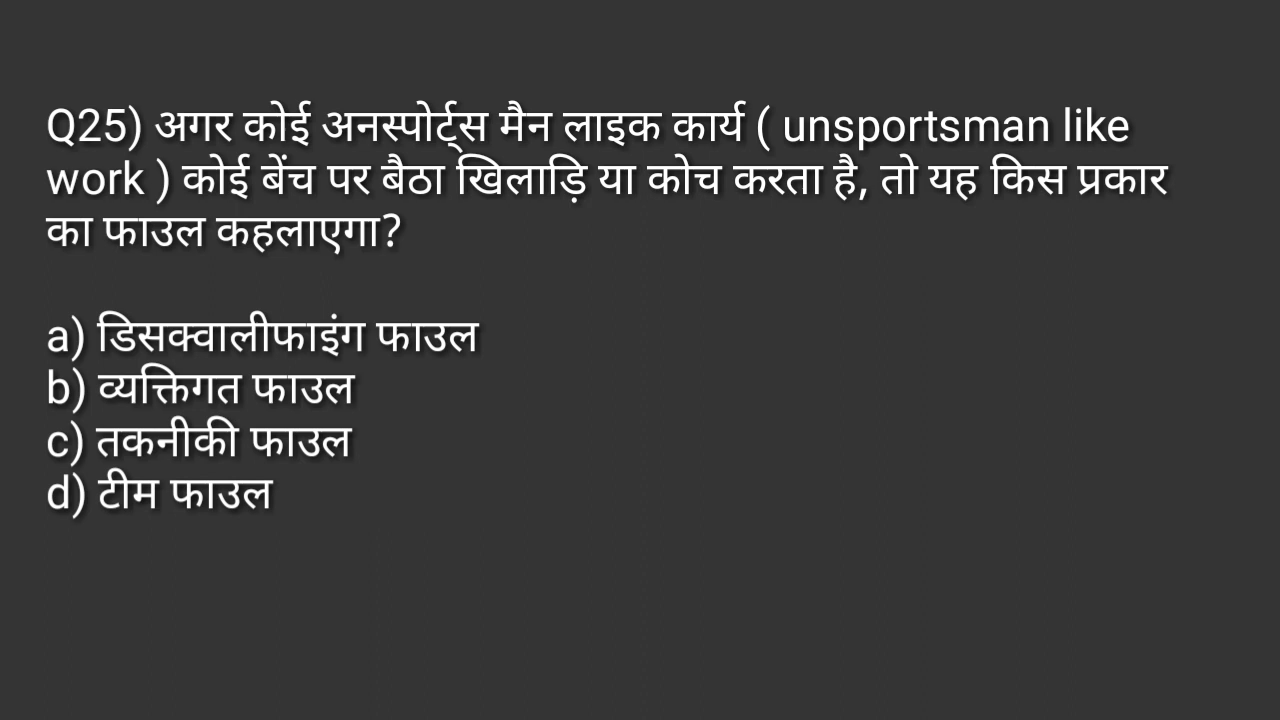 Q25) अगर कोई अनस्पोर्ट्स मैन लाइक कार्य ( unsportsman like
work ) कोई बेंच पर बैठा खिलाड़ि या कोच करता है, तो यह किस प्रकार
का फाउल कहलाएगा?
a) डिसक्वालीफाइंग फाउल
b) व्यक्तिगत फाउल
c) तकनीकी फाउल
d) टीम फाउल